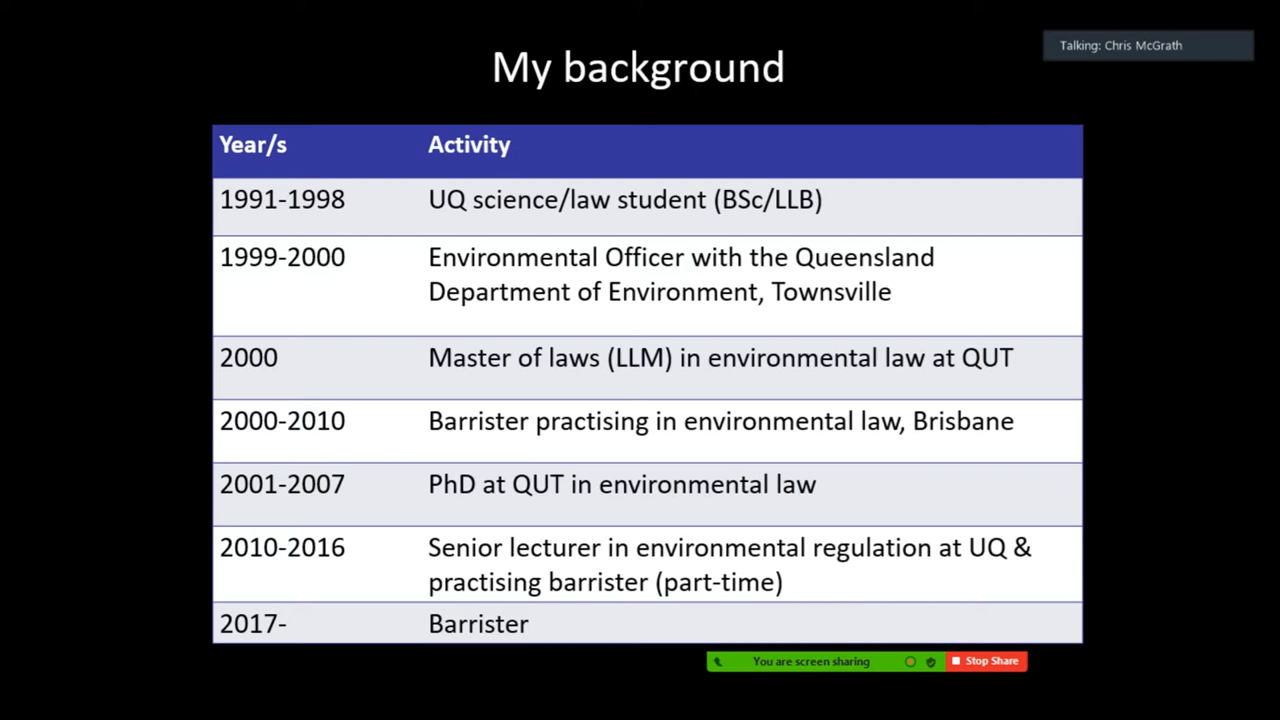 My background
Talking: Chris McGrath
Year/s Activity
1991-1998 UQ science/law student (BSc/LLB)
1999-2000 Environmental Officer with the Queensland
Department of Environment, Townsville
2000 Master of laws (LLM) in environmental law at QUT
2000-2010 Barrister practising in environmental law, Brisbane
2001-2007 PhD at QUT in environmental law
2010-2016 Senior lecturer in environmental regulation at UQ &
practising barrister (part-time)
2017- Barrister
You are screen sharing Stop Share